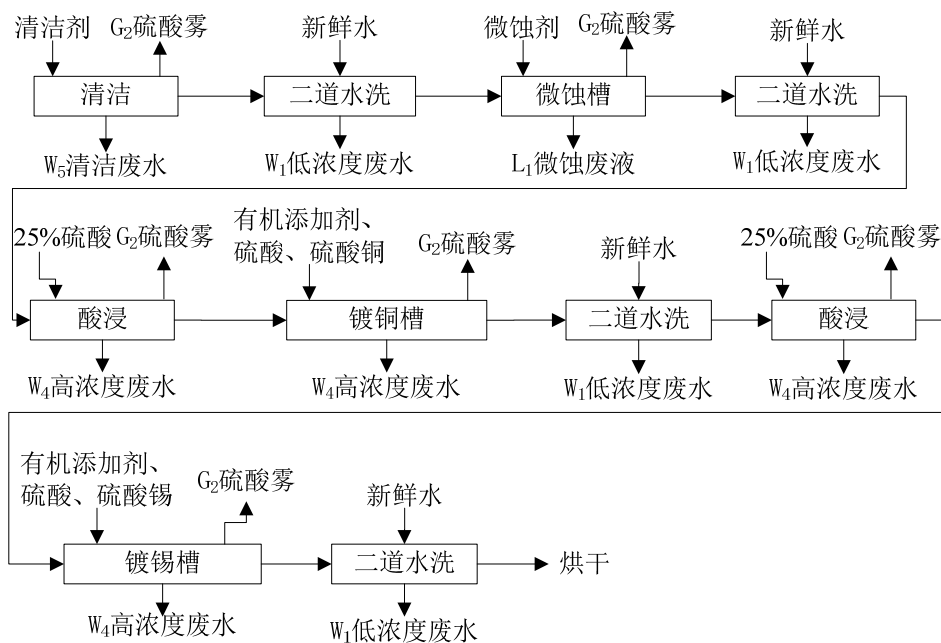 清洁剂
G2硫酸雾
新鲜水
微蚀剂
G2硫酸雾
新鲜水
清洁
二道水洗
微蚀槽
二道水洗
W5清洁废水
W1低浓度废水
L1微蚀废液
W1低浓度废水
25%硫酸
G2硫酸雾
有机添加剂、
硫酸、硫酸铜
G2硫酸雾
新鲜水
25%硫酸
G2硫酸雾
酸浸
镀铜槽
二道水洗
酸浸
W4高浓度废水
W4高浓度废水
W1低浓度废水
W4高浓度废水
有机添加剂、
硫酸、硫酸锡
G2硫酸雾
新鲜水
镀锡槽
二道水洗
烘干
W4高浓度废水
W1低浓度废水